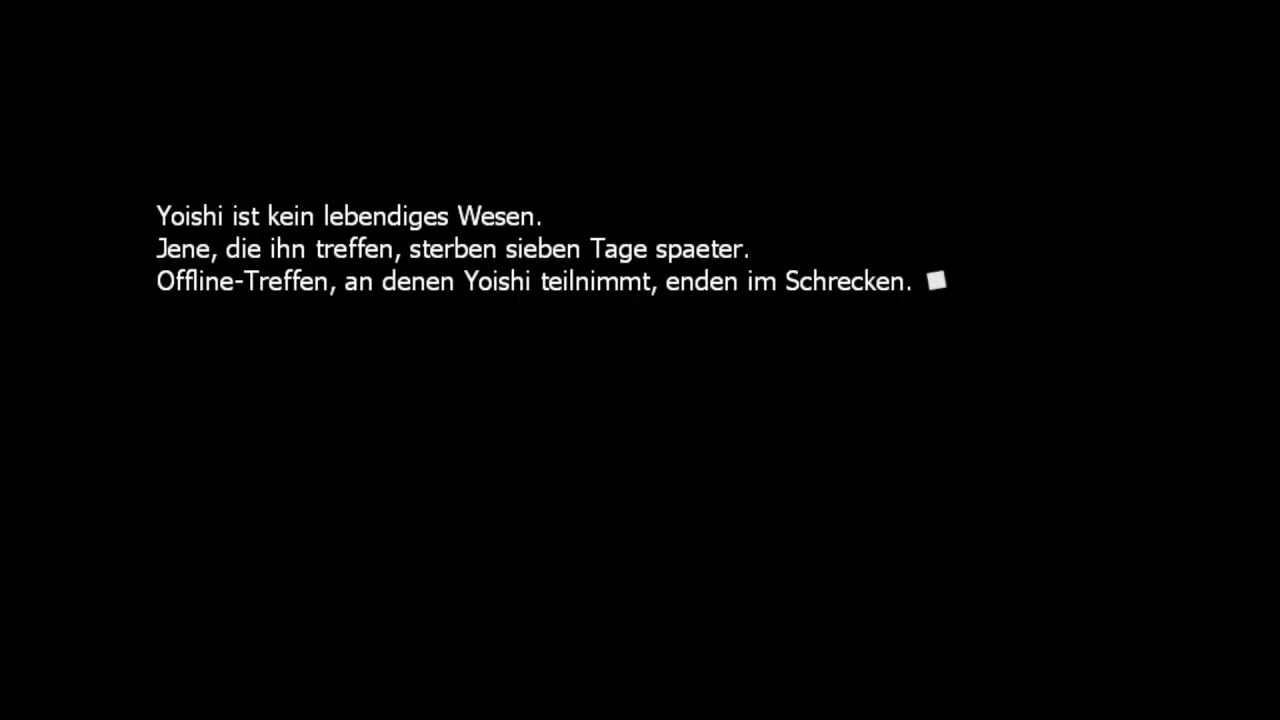 Yoishi ist kein lebendiges Wesen.
Jene, die ihn treffen, sterben sieben Tage spaeter.
Offline-Treffen, an denen Yoishi teilnimmt, enden im Schrecken.